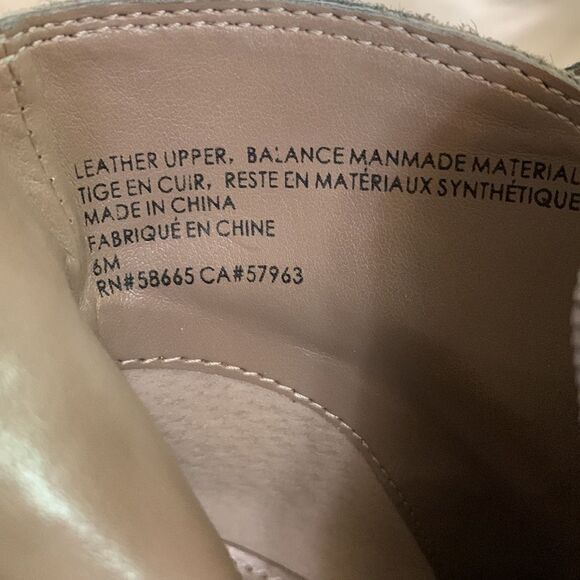 LEATHER UPPER, BALANCE MANMADE MATERIAL
TIGE EN CUIR, RESTE EN MATÉRIAUX SYNTHÉTIQUE
MADE IN CHINA
FABRIQUÉ EN CHINE
6M
RN#58665 CA#57963